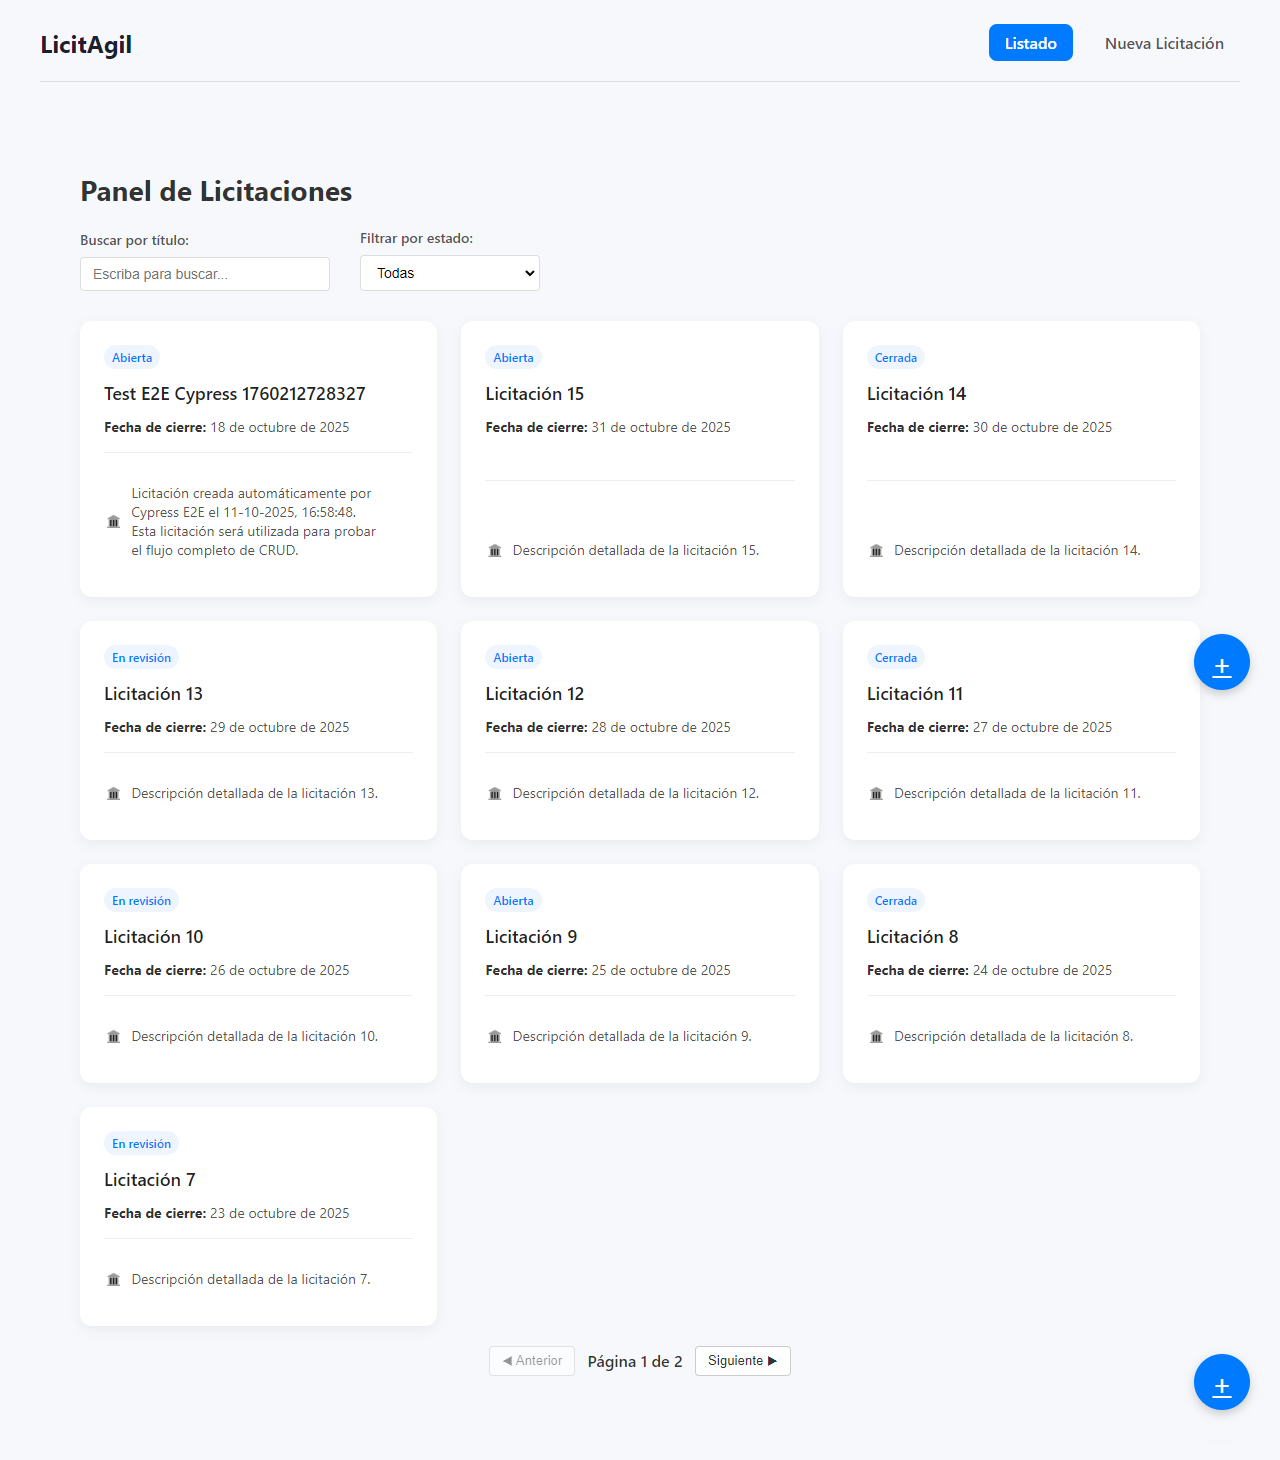 LicitAgil
Listado
Nueva Licitación
Panel de Licitaciones
Buscar por título:
Filtrar por estado:
Escriba para buscar...
Todas
Abierta
Test E2E Cypress 1760212728327
Fecha de cierre: 18 de octubre de 2025
Licitación creada automáticamente por
Cypress E2E el 11-10-2025, 16:58:48.
Esta licitación será utilizada para probar
el flujo completo de CRUD.
Abierta
Licitación 15
Fecha de cierre: 31 de octubre de 2025
Descripción detallada de la licitación 15.
Cerrada
Licitación 14
Fecha de cierre: 30 de octubre de 2025
Descripción detallada de la licitación 14.
En revisión
Licitación 13
Fecha de cierre: 29 de octubre de 2025
Descripción detallada de la licitación 13.
Abierta
Licitación 12
Fecha de cierre: 28 de octubre de 2025
Descripción detallada de la licitación 12.
Cerrada
Licitación 11
Fecha de cierre: 27 de octubre de 2025
Descripción detallada de la licitación 11.
+
En revisión
Licitación 10
Fecha de cierre: 26 de octubre de 2025
Descripción detallada de la licitación 10.
Abierta
Licitación 9
Fecha de cierre: 25 de octubre de 2025
Descripción detallada de la licitación 9.
Cerrada
Licitación 8
Fecha de cierre: 24 de octubre de 2025
Descripción detallada de la licitación 8.
En revisión
Licitación 7
Fecha de cierre: 23 de octubre de 2025
Descripción detallada de la licitación 7.
◀ Anterior
Página 1 de 2
Siguiente ▶
+